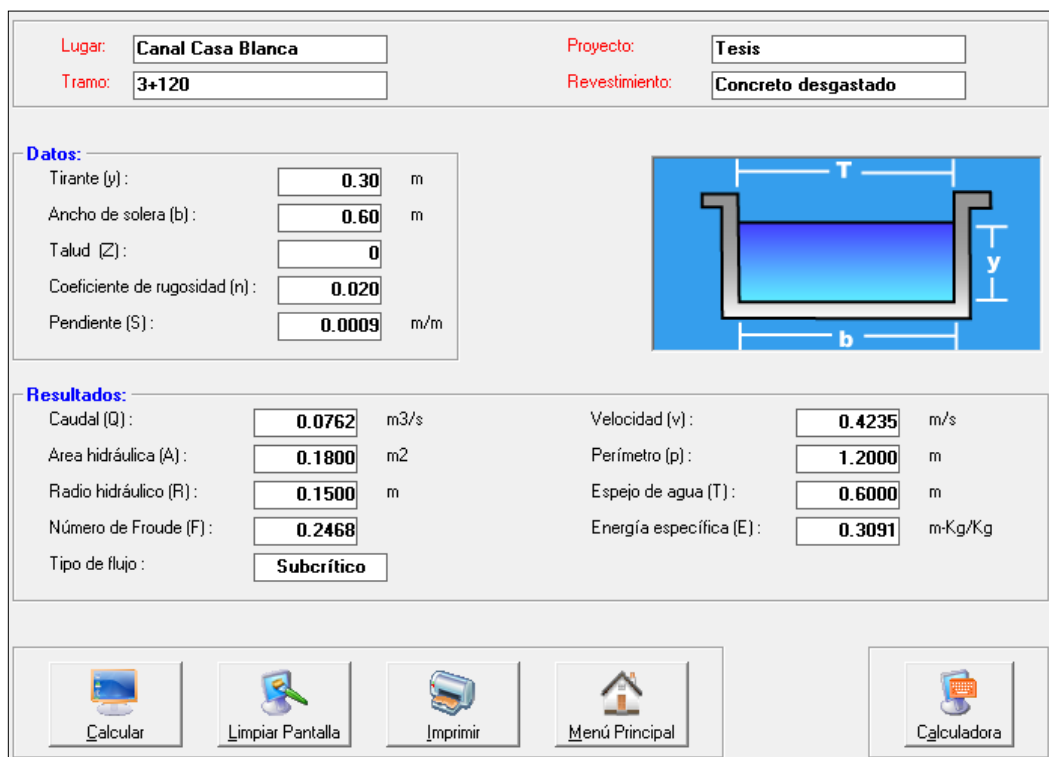 Lugar: Canal Casa Blanca Proyecto: Tesis
Tramo: 3+120 Revestimiento: Concreto desgastado
Datos:
Tirante (y) : 0.30 m
Ancho de solera (b) : 0.60 m
Talud (Z) : 0
Coeficiente de rugosidad (n) : 0.020
Pendiente (S) : 0.0009 m/m
T
y
b
Resultados:
Caudal (Q) : 0.0762 m3/s Velocidad (v) : 0.4235 m/s
Area hidráulica (A) : 0.1800 m2 Perímetro (p) : 1.2000 m
Radio hidráulico (R) : 0.1500 m Espejo de agua (T) : 0.6000 m
Número de Froude (F) : 0.2468 Energía específica (E) : 0.3091 m-Kg/Kg
Tipo de flujo : Subcrítico
Calcular Limpiar Pantalla Imprimir Menú Principal Calculadora